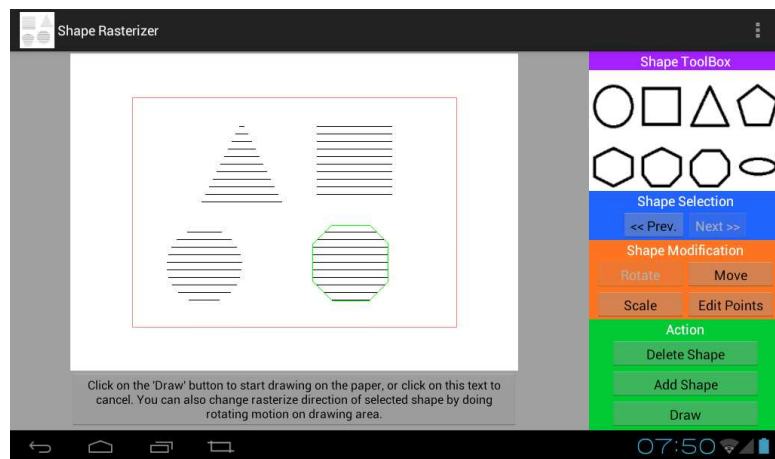 Shape Rasterizer
Shape ToolBox
Shape Selection
<< Prev. Next >>
Shape Modification
Rotate Move
Scale Edit Points
Action
Delete Shape
Add Shape
Draw
Click on the 'Draw' button to start drawing on the paper, or click on this text to
cancel. You can also change rasterize direction of selected shape by doing
rotating motion on drawing area.
07:50